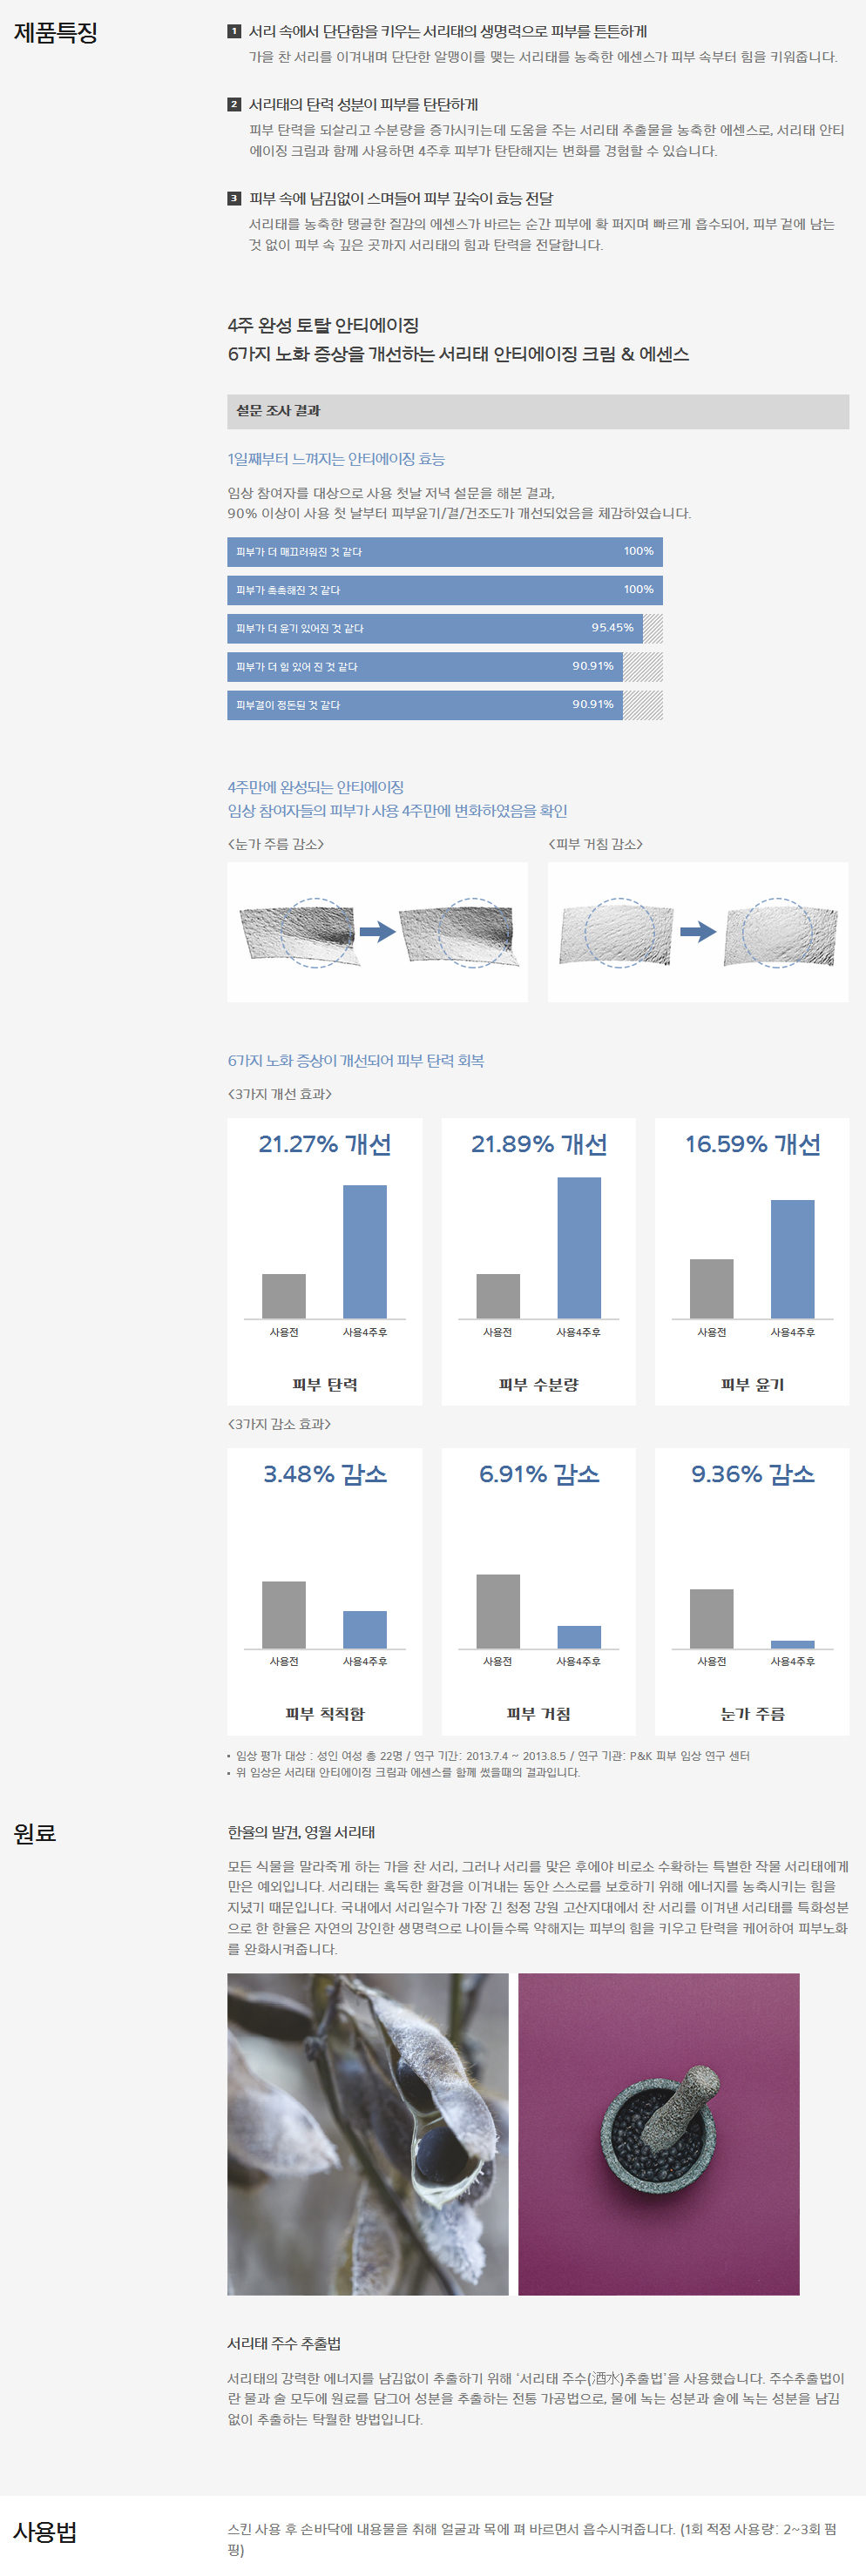 제품특징
1 서리 속에서 단단함을 키우는 서리태의 생명력으로 피부를 튼튼하게
가을 찬 서리를 이겨내며 단단한 알맹이를 맺는 서리태를 농축한 에센스가 피부 속부터 힘을 키워줍니다.
2 서리태의 탄력 성분이 피부를 탄탄하게
피부 탄력을 되살리고 수분량을 증가시키는데 도움을 주는 서리태 추출물을 농축한 에센스로, 서리태 안티
에이징 크림과 함께 사용하면 4주후 피부가 탄탄해지는 변화를 경험할 수 있습니다.
3 피부 속에 남김없이 스며들어 피부 깊숙이 효능 전달
서리태를 농축한 탱글한 질감의 에센스가 바르는 순간 피부에 확 퍼지며 빠르게 흡수되어, 피부 겉에 남는
것 없이 피부 속 깊은 곳까지 서리태의 힘과 탄력을 전달합니다.
4주 완성 토탈 안티에이징
6가지 노화 증상을 개선하는 서리태 안티에이징 크림 & 에센스
설문 조사 결과
1일째부터 느껴지는 안티에이징 효능
임상 참여자를 대상으로 사용 첫날 저녁 설문을 해본 결과,
90% 이상이 사용 첫 날부터 피부윤기/결/건조도가 개선되었음을 체감하였습니다.
피부가 더 매끄러워진 것 같다 100%
피부가 촉촉해진 것 같다 100%
피부가 더 윤기 있어진 것 같다 95.45%
피부가 더 힘 있어 진 것 같다 90.91%
피부결이 정돈된 것 같다 90.91%
4주만에 완성되는 안티에이징
임상 참여자들의 피부가 사용 4주만에 변화하였음을 확인
<눈가 주름 감소> <피부 거침 감소>
6가지 노화 증상이 개선되어 피부 탄력 회복
<3가지 개선 효과>
21.27% 개선 21.89% 개선 16.59% 개선
사용전 사용4주후 사용전 사용4주후 사용전 사용4주후
피부 탄력 피부 수분량 피부 윤기
<3가지 감소 효과>
3.48% 감소 6.91% 감소 9.36% 감소
사용전 사용4주후 사용전 사용4주후 사용전 사용4주후
피부 칙칙함 피부 거침 눈가 주름
• 임상 평가 대상 : 성인 여성 총 22명 / 연구 기간: 2013.7.4 ~ 2013.8.5 / 연구 기관: P&K 피부 임상 연구 센터
• 위 임상은 서리태 안티에이징 크림과 에센스를 함께 썼을때의 결과입니다.
원료
한율의 발견, 영월 서리태
모든 식물을 말라죽게 하는 가을 찬 서리, 그러나 서리를 맞은 후에야 비로소 수확하는 특별한 작물 서리태에게
만은 예외입니다. 서리태는 혹독한 환경을 이겨내는 동안 스스로를 보호하기 위해 에너지를 농축시키는 힘을
지녔기 때문입니다. 국내에서 서리일수가 가장 긴 청정 강원 고산지대에서 찬 서리를 이겨낸 서리태를 특화성분
으로 한 한율은 자연의 강인한 생명력으로 나이들수록 약해지는 피부의 힘을 키우고 탄력을 케어하여 피부노화
를 완화시켜줍니다.
서리태 주수 추출법
서리태의 강력한 에너지를 남김없이 추출하기 위해 ‘서리태 주수(酒水)추출법’을 사용했습니다. 주수추출법이
란 물과 술 모두에 원료를 담그어 성분을 추출하는 전통 가공법으로, 물에 녹는 성분과 술에 녹는 성분을 남김
없이 추출하는 탁월한 방법입니다.
사용법
스킨 사용 후 손바닥에 내용물을 취해 얼굴과 목에 펴 바르면서 흡수시켜줍니다. (1회 적정 사용량: 2~3회 펌
핑)